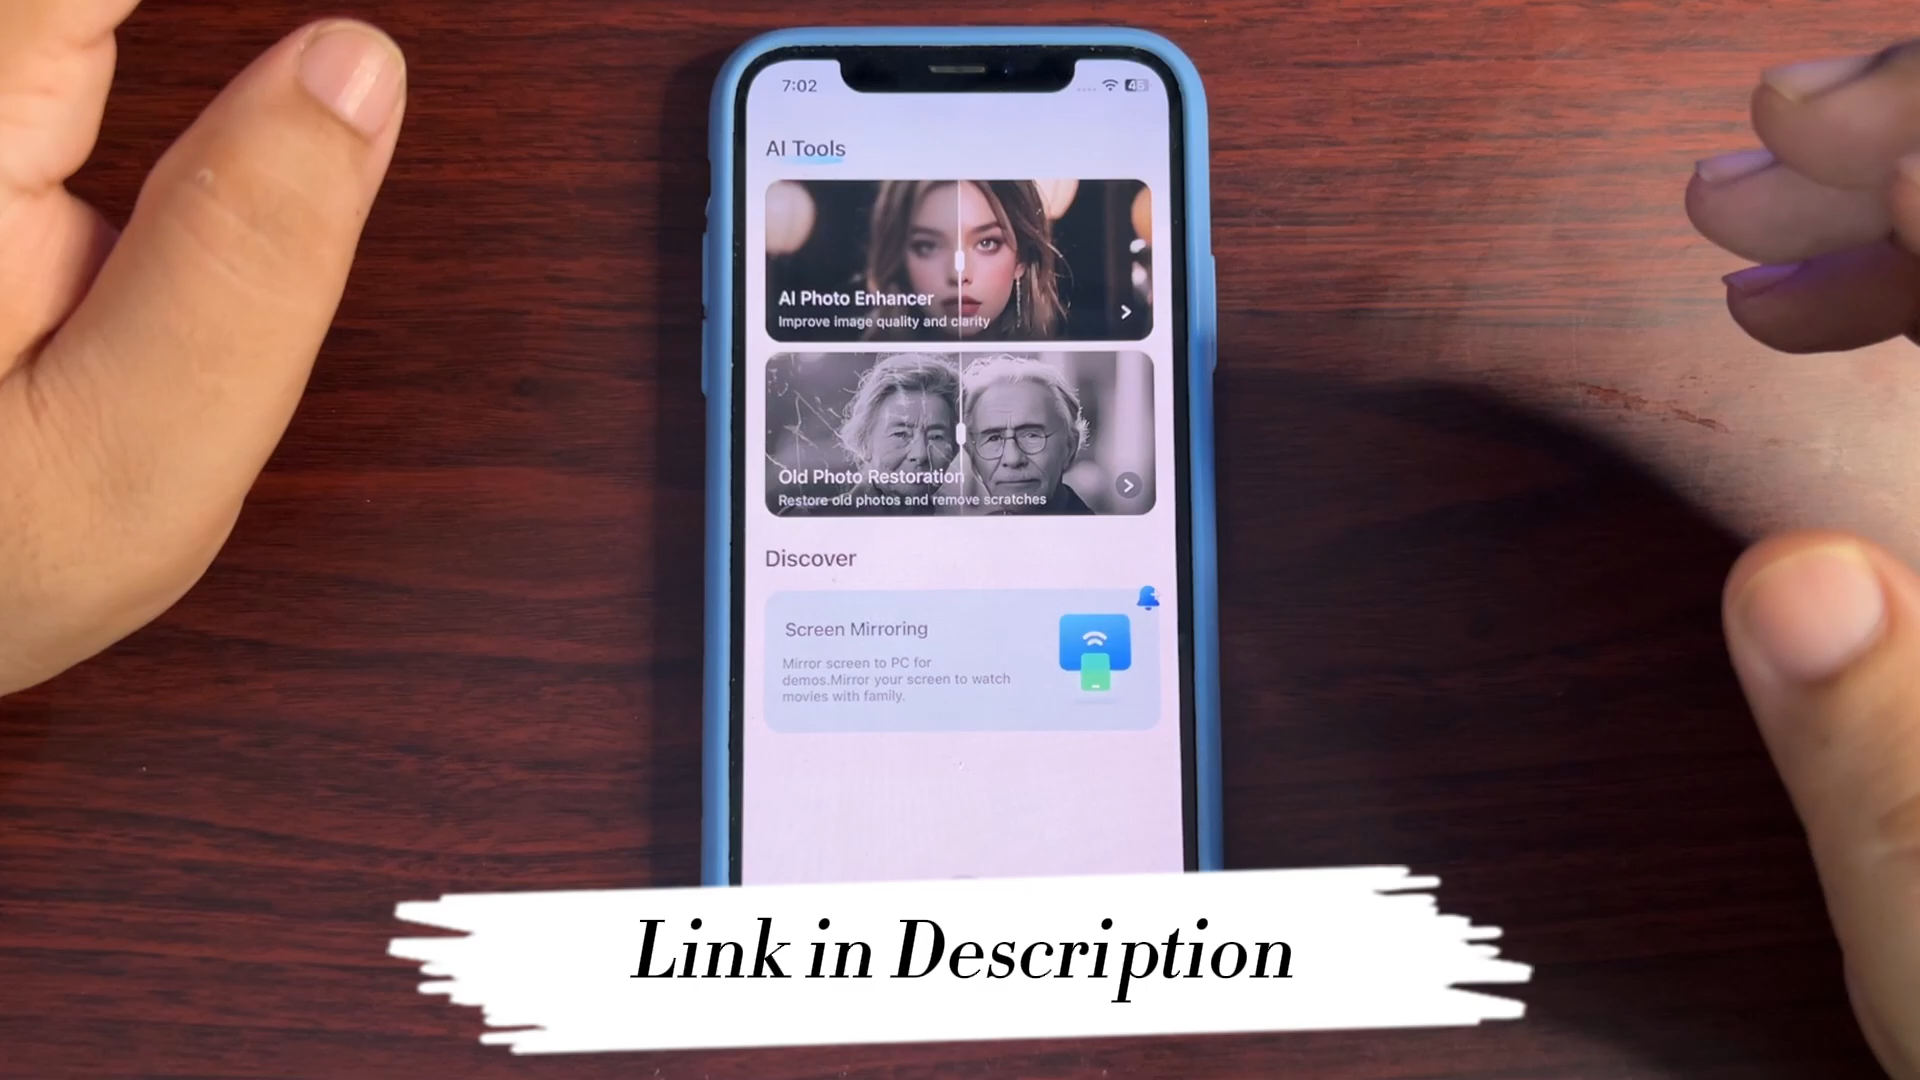 7:02
45
AI Tools
AI Photo Enhancer
Improve image quality and clarity
Old Photo Restoration
Restore old photos and remove scratches
Discover
Screen Mirroring
Mirror screen to PC for
demos.Mirror your screen to watch
movies with family.
Link in Description